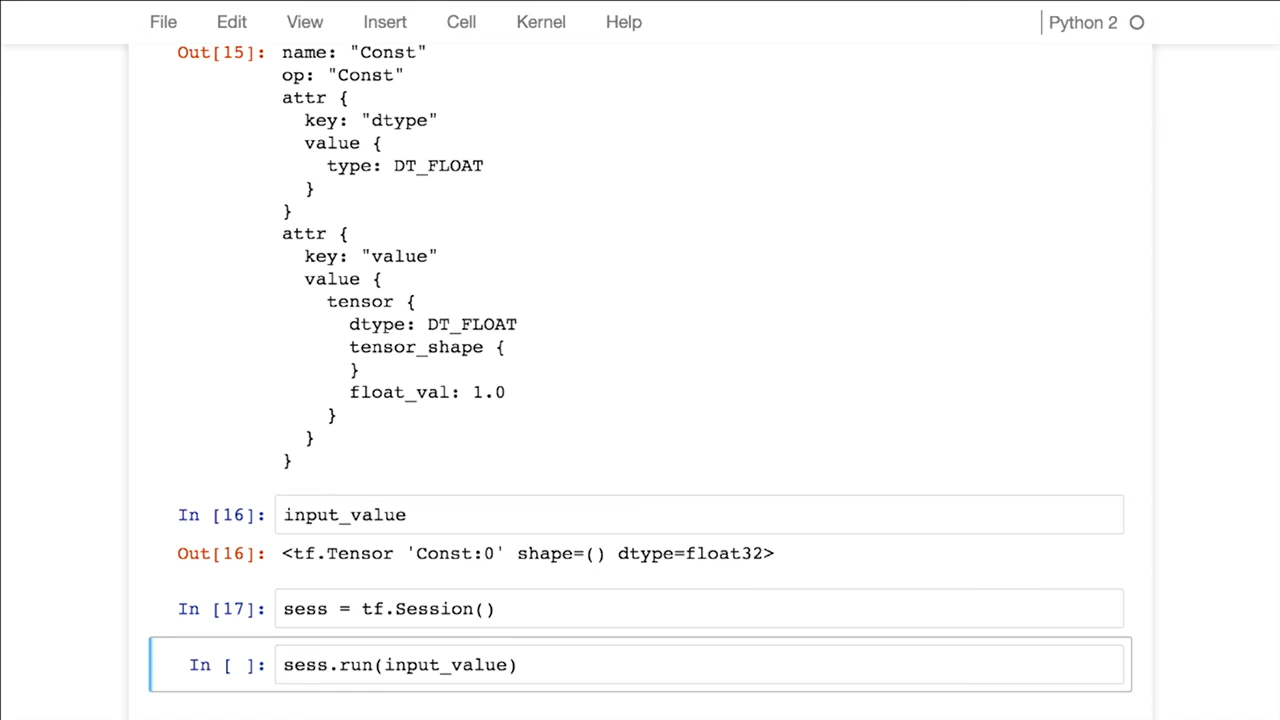 File Edit View Insert Cell Kernel Help Python 2
Out[15]: name: "Const"
op: "Const"
attr {
  key: "dtype"
  value {
    type: DT_FLOAT
  }
}
attr {
  key: "value"
  value {
    tensor {
      dtype: DT_FLOAT
      tensor_shape {
      }
      float_val: 1.0
    }
  }
}
In [16]: input_value
Out[16]: <tf.Tensor 'Const:0' shape=() dtype=float32>
In [17]: sess = tf.Session()
In [ ]: sess.run(input_value)